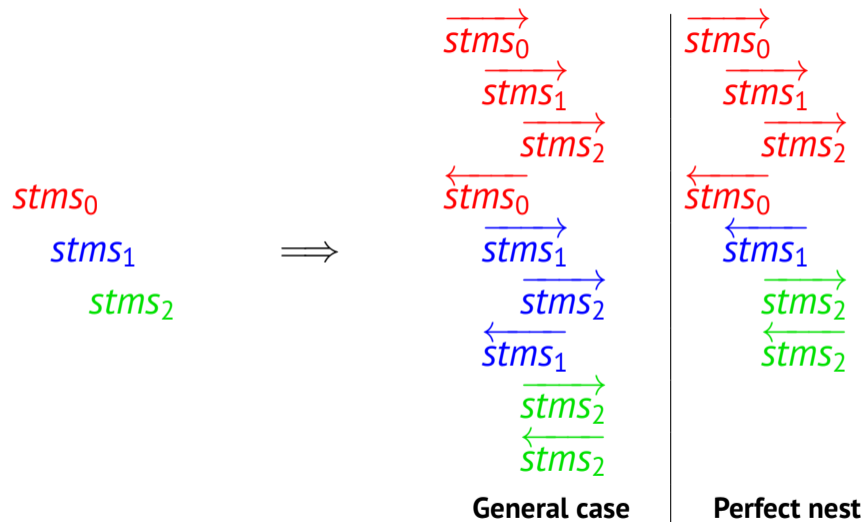 stms₀
stms₁
stms₂
⟹
stms₀
stms₁
stms₂
stms₀
stms₁
stms₂
stms₁
stms₂
stms₂
General case
stms₀
stms₁
stms₂
stms₀
stms₁
stms₂
stms₂
Perfect nest